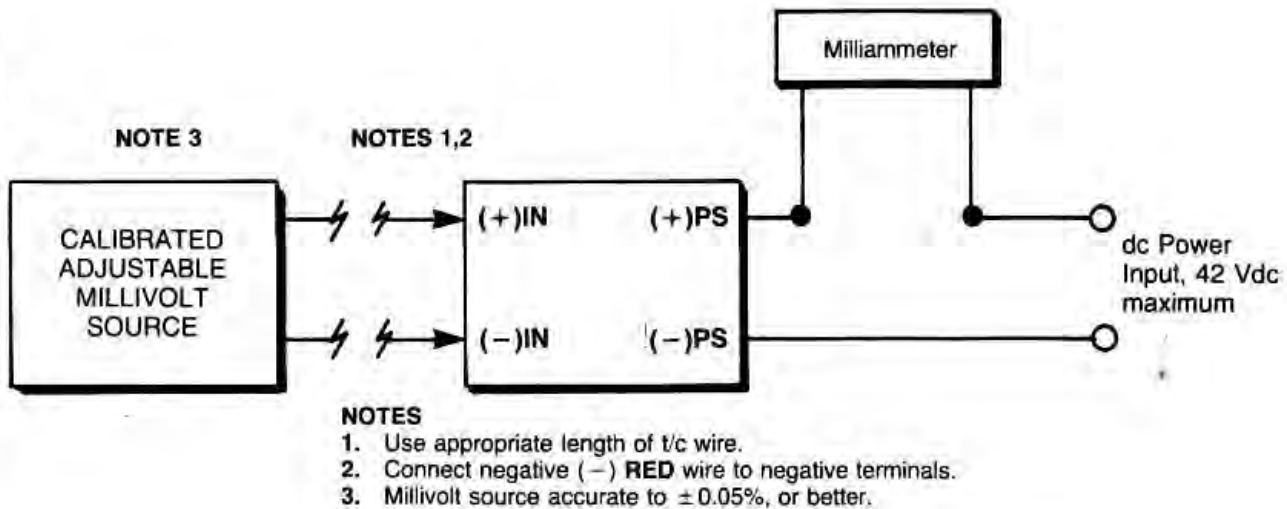 Milliammeter
NOTE 3
NOTES 1,2
CALIBRATED
ADJUSTABLE
MILLIVOLT
SOURCE
(+)IN
(+)PS
(−)IN
(−)PS
dc Power
Input, 42 Vdc
maximum
NOTES
1. Use appropriate length of t/c wire.
2. Connect negative (−) RED wire to negative terminals.
3. Millivolt source accurate to ±0.05%, or better.